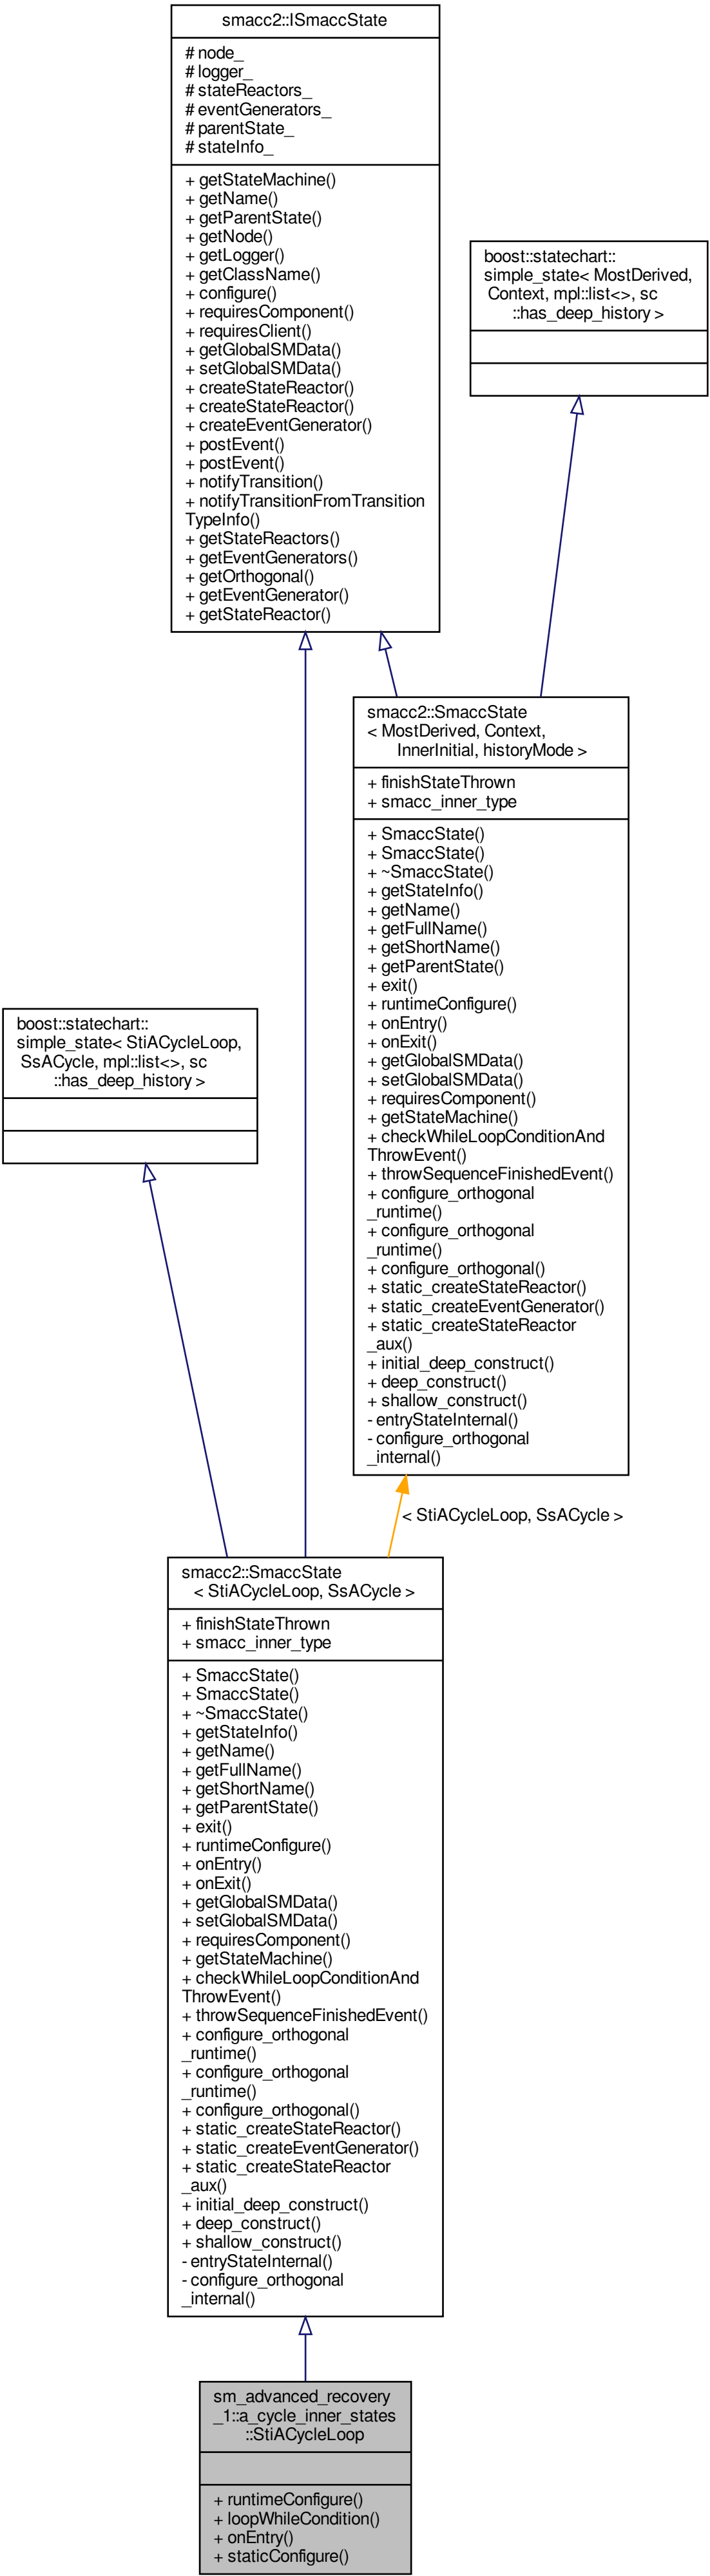 smacc2::ISmaccState
# node_
# logger_
# stateReactors_
# eventGenerators_
# parentState_
# stateInfo_
+ getStateMachine()
+ getName()
+ getParentState()
+ getNode()
+ getLogger()
+ getClassName()
+ configure()
+ requiresComponent()
+ requiresClient()
+ getGlobalSMData()
+ setGlobalSMData()
+ createStateReactor()
+ createStateReactor()
+ createEventGenerator()
+ postEvent()
+ postEvent()
+ notifyTransition()
+ notifyTransitionFromTransition
TypeInfo()
+ getStateReactors()
+ getEventGenerators()
+ getOrthogonal()
+ getEventGenerator()
+ getStateReactor()
boost::statechart::
simple_state< MostDerived,
Context, mpl::list<>, sc
::has_deep_history >
smacc2::SmaccState
< MostDerived, Context,
InnerInitial, historyMode >
+ finishStateThrown
+ smacc_inner_type
+ SmaccState()
+ SmaccState()
+ ~SmaccState()
+ getStateInfo()
+ getName()
+ getFullName()
+ getShortName()
+ getParentState()
+ exit()
+ runtimeConfigure()
+ onEntry()
+ onExit()
+ getGlobalSMData()
+ setGlobalSMData()
+ requiresComponent()
+ getStateMachine()
+ checkWhileLoopConditionAnd
ThrowEvent()
+ throwSequenceFinishedEvent()
+ configure_orthogonal
_runtime()
+ configure_orthogonal
_runtime()
+ configure_orthogonal()
+ static_createStateReactor()
+ static_createEventGenerator()
+ static_createStateReactor
_aux()
+ initial_deep_construct()
+ deep_construct()
+ shallow_construct()
- entryStateInternal()
- configure_orthogonal
_internal()
boost::statechart::
simple_state< StiACycleLoop,
SsACycle, mpl::list<>, sc
::has_deep_history >
< StiACycleLoop, SsACycle >
smacc2::SmaccState
< StiACycleLoop, SsACycle >
+ finishStateThrown
+ smacc_inner_type
+ SmaccState()
+ SmaccState()
+ ~SmaccState()
+ getStateInfo()
+ getName()
+ getFullName()
+ getShortName()
+ getParentState()
+ exit()
+ runtimeConfigure()
+ onEntry()
+ onExit()
+ getGlobalSMData()
+ setGlobalSMData()
+ requiresComponent()
+ getStateMachine()
+ checkWhileLoopConditionAnd
ThrowEvent()
+ throwSequenceFinishedEvent()
+ configure_orthogonal
_runtime()
+ configure_orthogonal
_runtime()
+ configure_orthogonal()
+ static_createStateReactor()
+ static_createEventGenerator()
+ static_createStateReactor
_aux()
+ initial_deep_construct()
+ deep_construct()
+ shallow_construct()
- entryStateInternal()
- configure_orthogonal
_internal()
sm_advanced_recovery
_1::a_cycle_inner_states
::StiACycleLoop
+ runtimeConfigure()
+ loopWhileCondition()
+ onEntry()
+ staticConfigure()